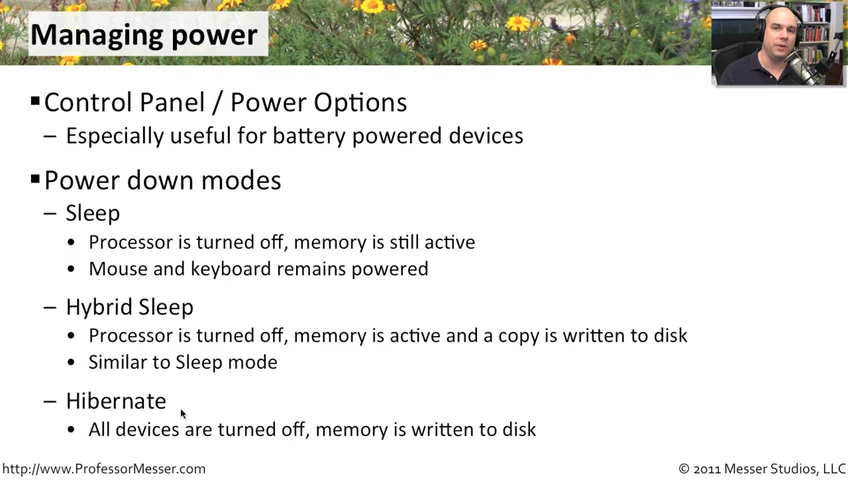 Managing power
▪Control Panel / Power Options
– Especially useful for battery powered devices
▪Power down modes
– Sleep
• Processor is turned off, memory is still active
• Mouse and keyboard remains powered
– Hybrid Sleep
• Processor is turned off, memory is active and a copy is written to disk
• Similar to Sleep mode
– Hibernate
• All devices are turned off, memory is written to disk
http://www.ProfessorMesser.com
© 2011 Messer Studios, LLC